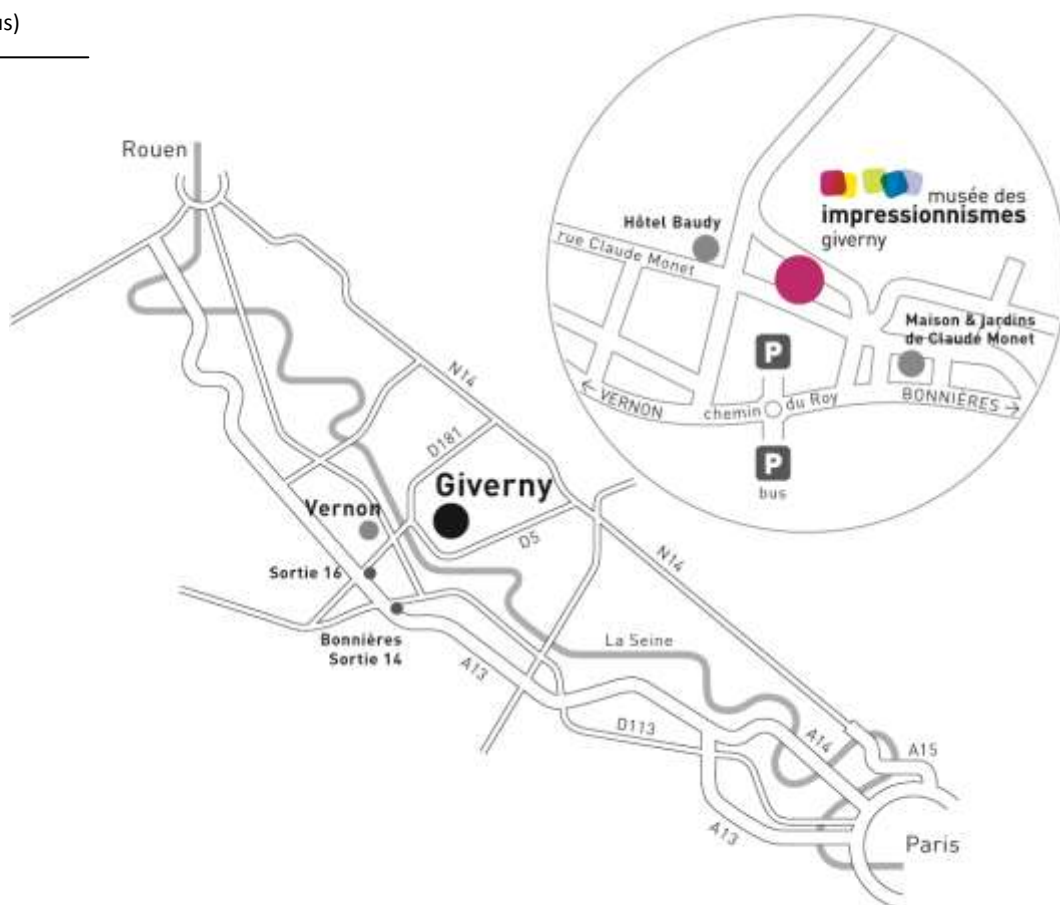 us)
Rouen
musée des
impressionnismes
giverny
Hôtel Baudy
rue Claude Monet
Maison & Jardins
de Claude Monet
P
← VERNON
chemin du Roy
BONNIÈRES →
P
bus
N14
D181
Giverny
Vernon
D5
Sortie 16
N14
Bonnières
Sortie 14
La Seine
A13
D113
A14
A15
A13
Paris